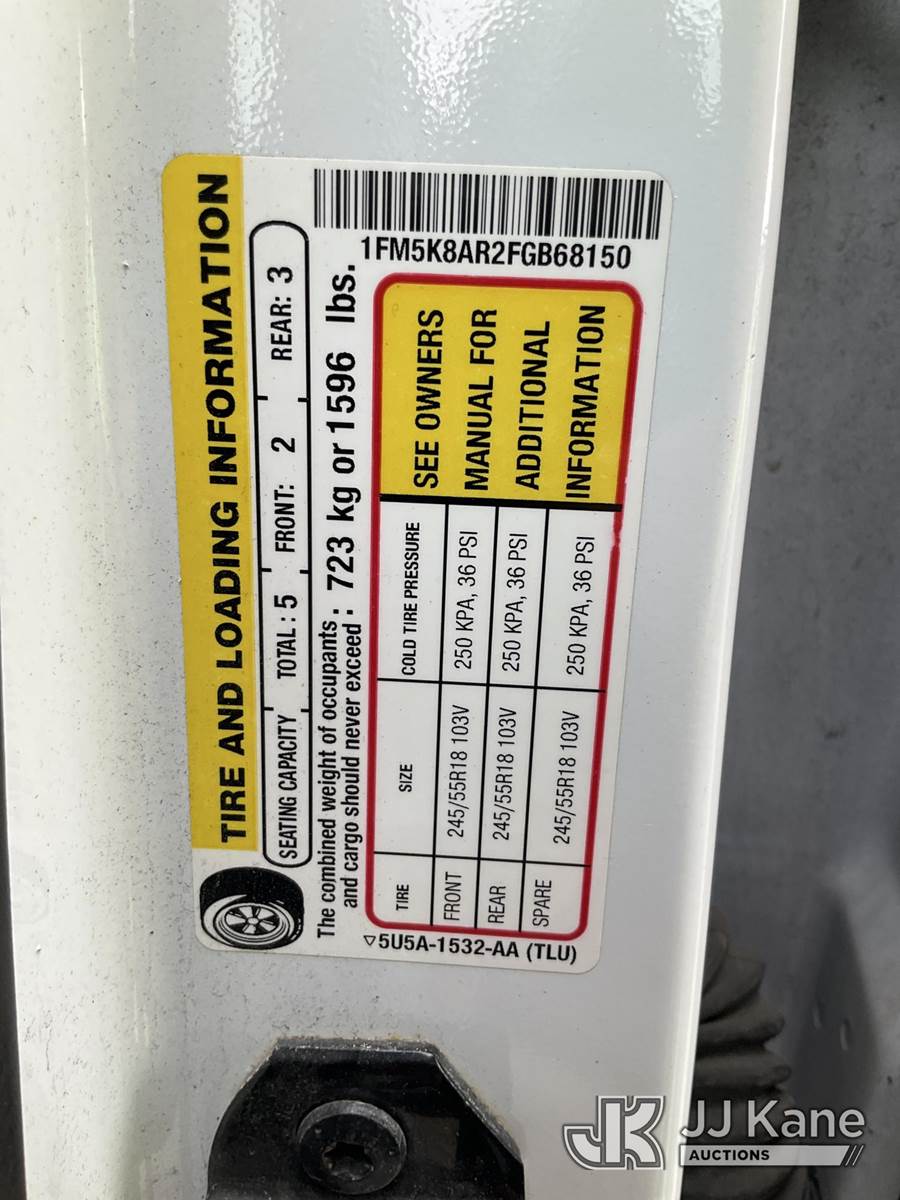 TIRE AND LOADING INFORMATION
SEATING CAPACITY TOTAL : 5 FRONT: 2 REAR: 3
The combined weight of occupants
and cargo should never exceed : 723 kg or 1596 lbs.
1FM5K8AR2FGB68150
TIRE SIZE COLD TIRE PRESSURE
FRONT 245/55R18 103V 250 KPA, 36 PSI
REAR 245/55R18 103V 250 KPA, 36 PSI
SPARE 245/55R18 103V 250 KPA, 36 PSI
SEE OWNERS
MANUAL FOR
ADDITIONAL
INFORMATION
▽5U5A-1532-AA (TLU)
JK JJ Kane
AUCTIONS